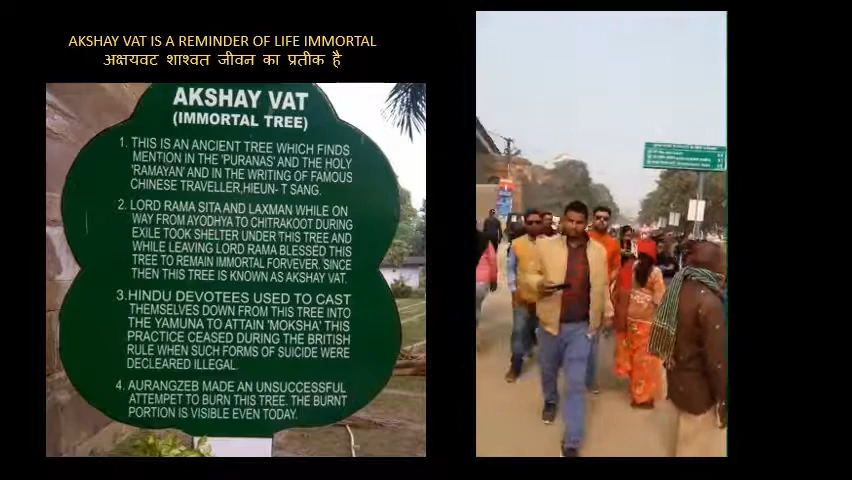 AKSHAY VAT IS A REMINDER OF LIFE IMMORTAL
अक्षयवट शाश्वत जीवन का प्रतीक है
AKSHAY VAT
(IMMORTAL TREE)
1. THIS IS AN ANCIENT TREE WHICH FINDS
MENTION IN THE 'PURANAS' AND THE HOLY
'RAMAYAN' AND IN THE WRITING OF FAMOUS
CHINESE TRAVELLER,HIEUN- T SANG.
2. LORD RAMA SITA AND LAXMAN WHILE ON
WAY FROM AYODHYA TO CHITRAKOOT DURING
EXILE TOOK SHELTER UNDER THIS TREE AND
WHILE LEAVING LORD RAMA BLESSED THIS
TREE TO REMAIN IMMORTAL FORVEVER. SINCE
THEN THIS TREE IS KNOWN AS AKSHAY VAT.
3.HINDU DEVOTEES USED TO CAST
THEMSELVES DOWN FROM THIS TREE INTO
THE YAMUNA TO ATTAIN 'MOKSHA' THIS
PRACTICE CEASED DURING THE BRITISH
RULE WHEN SUCH FORMS OF SUICIDE WERE
DECLEARED ILLEGAL.
4. AURANGZEB MADE AN UNSUCCESSFUL
ATTEMPET TO BURN THIS TREE. THE BURNT
PORTION IS VISIBLE EVEN TODAY.